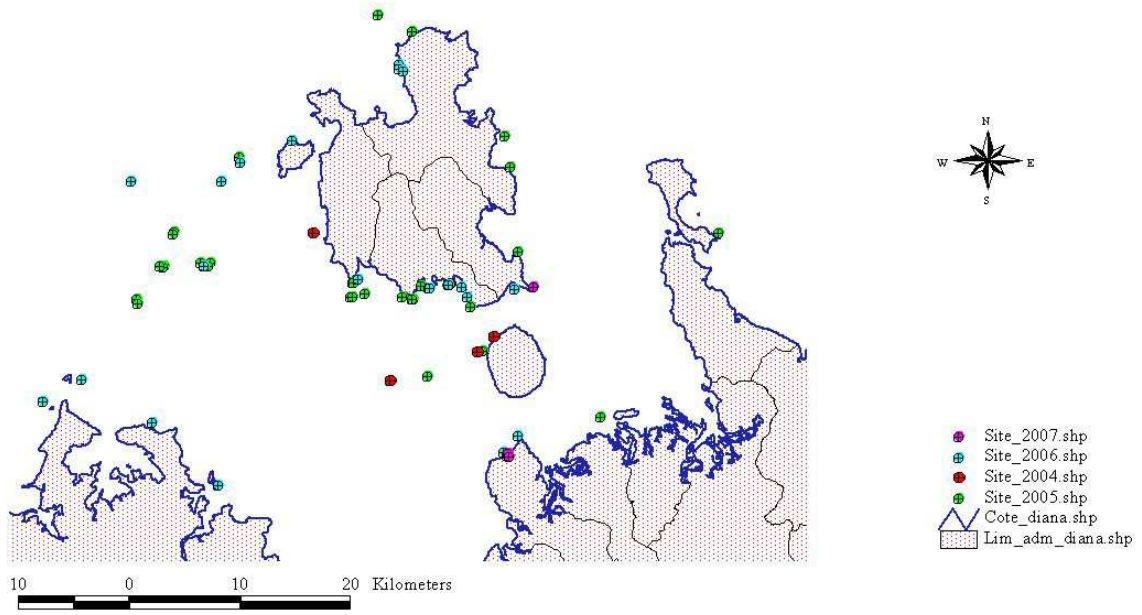 N
W E
S
Site_2007.shp
Site_2006.shp
Site_2004.shp
Site_2005.shp
Cote_diana.shp
Lim_adm_diana.shp
10 0 10 20 Kilometers